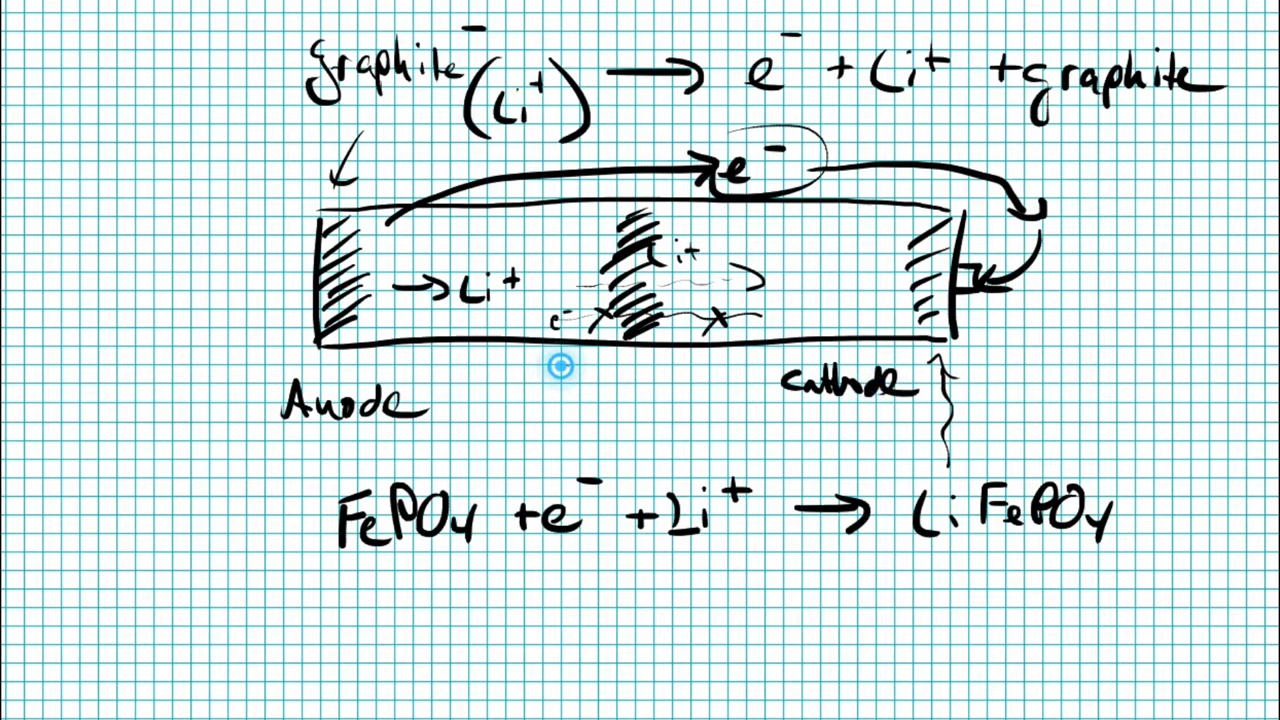 graphite⁻(Li⁺) → e⁻ + Li⁺ + graphite
e⁻
Li⁺
→ Li⁺
e⁻
Cathode
Anode
FePO4 + e⁻ + Li⁺ → LiFePO4